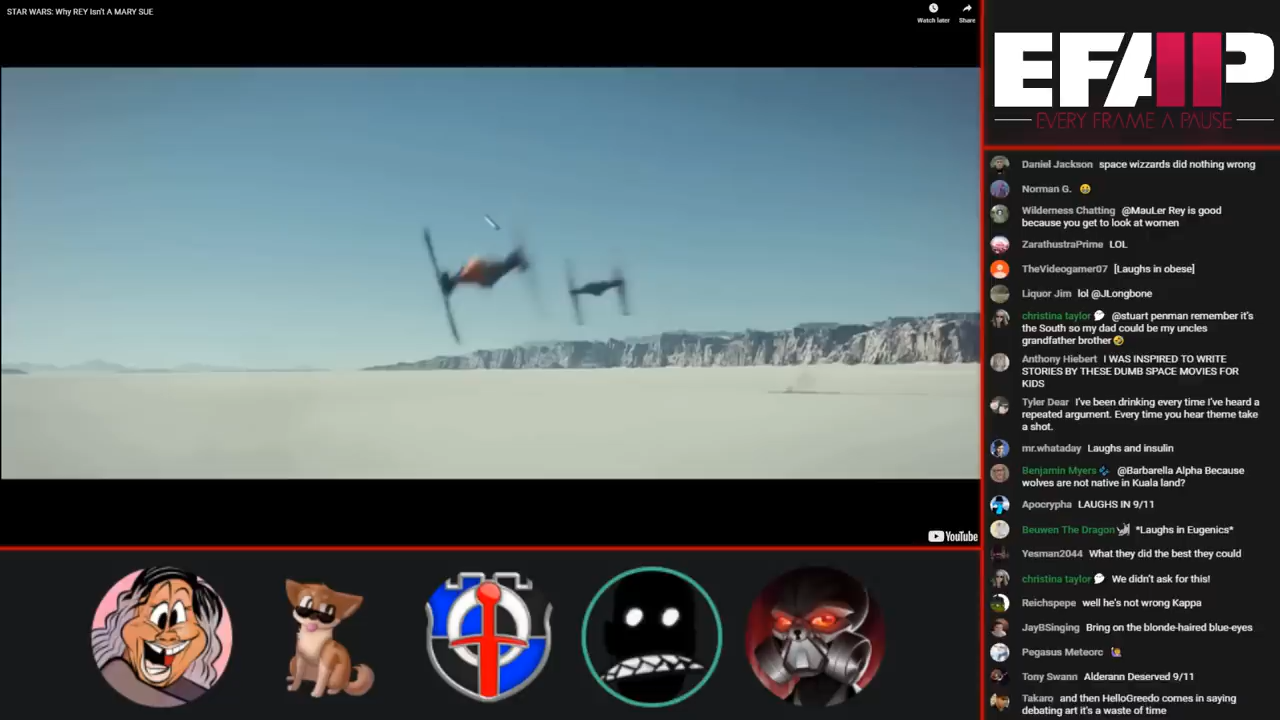 STAR WARS: Why REY Isn't A MARY SUE
Watch later
Share
EFAP
EVERY FRAME A PAUSE
Daniel Jackson space wizzards did nothing wrong
Norman G.
Wilderness Chatting @MauLer Rey is good
because you get to look at women
ZarathustraPrime LOL
TheVideogamer07 [Laughs in obese]
Liquor Jim lol @JLongbone
christina taylor @stuart penman remember it's
the South so my dad could be my uncles
grandfather brother
Anthony Hiebert I WAS INSPIRED TO WRITE
STORIES BY THESE DUMB SPACE MOVIES FOR
KIDS
Tyler Dear I've been drinking every time I've heard a
repeated argument. Every time you hear theme take
a shot.
mr.whataday Laughs and insulin
Benjamin Myers @Barbarella Alpha Because
wolves are not native in Kuala land?
Apocrypha LAUGHS IN 9/11
Beuwen The Dragon *Laughs in Eugenics*
Yesman2044 What they did the best they could
christina taylor We didn't ask for this!
Reichspepe well he's not wrong Kappa
JayBSinging Bring on the blonde-haired blue-eyes
Pegasus Meteorc
Tony Swann Alderann Deserved 9/11
Takaro and then HelloGreedo comes in saying
debating art it's a waste of time
YouTube